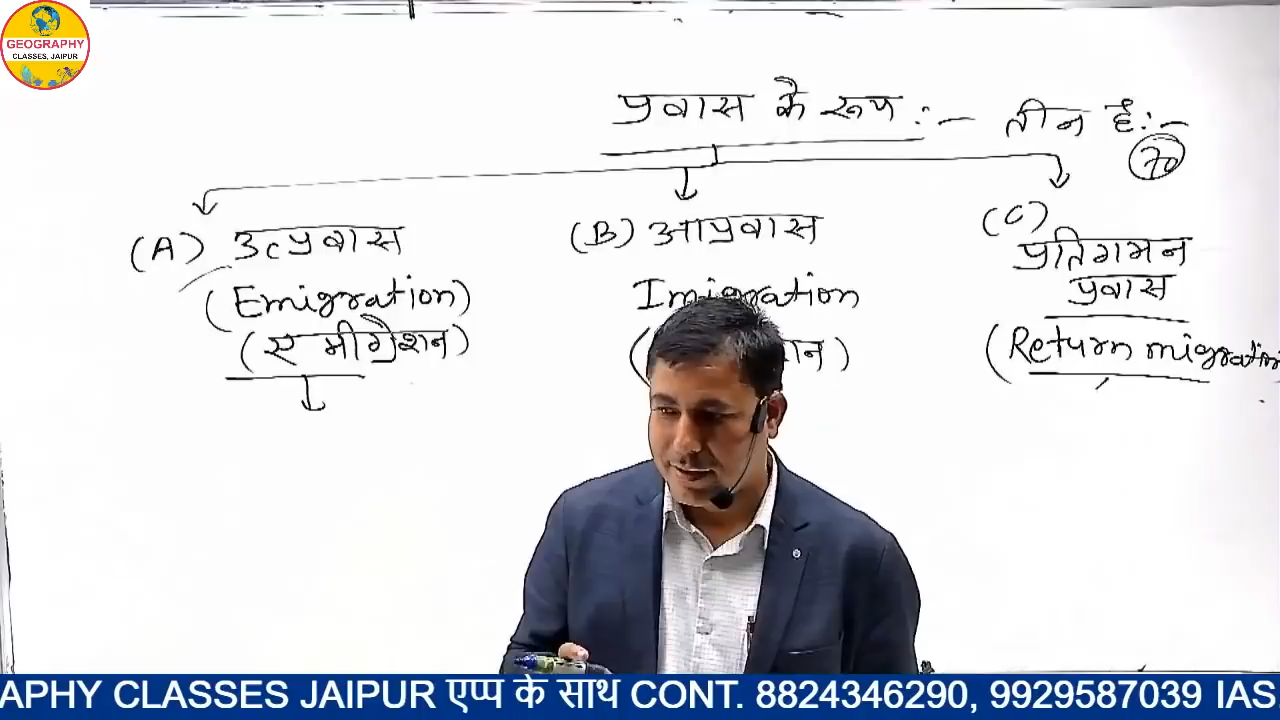 GEOGRAPHY
CLASSES, JAIPUR
प्रवास के रूप :- तीन है:-
70
(A) उत्प्रवास
(Emigration)
(एमीग्रेशन)
(B) आप्रवास
Imigration
(C)
प्रतिगमन
प्रवास
(Return migration
APHY CLASSES JAIPUR एप्प के साथ CONT. 8824346290, 9929587039 IAS